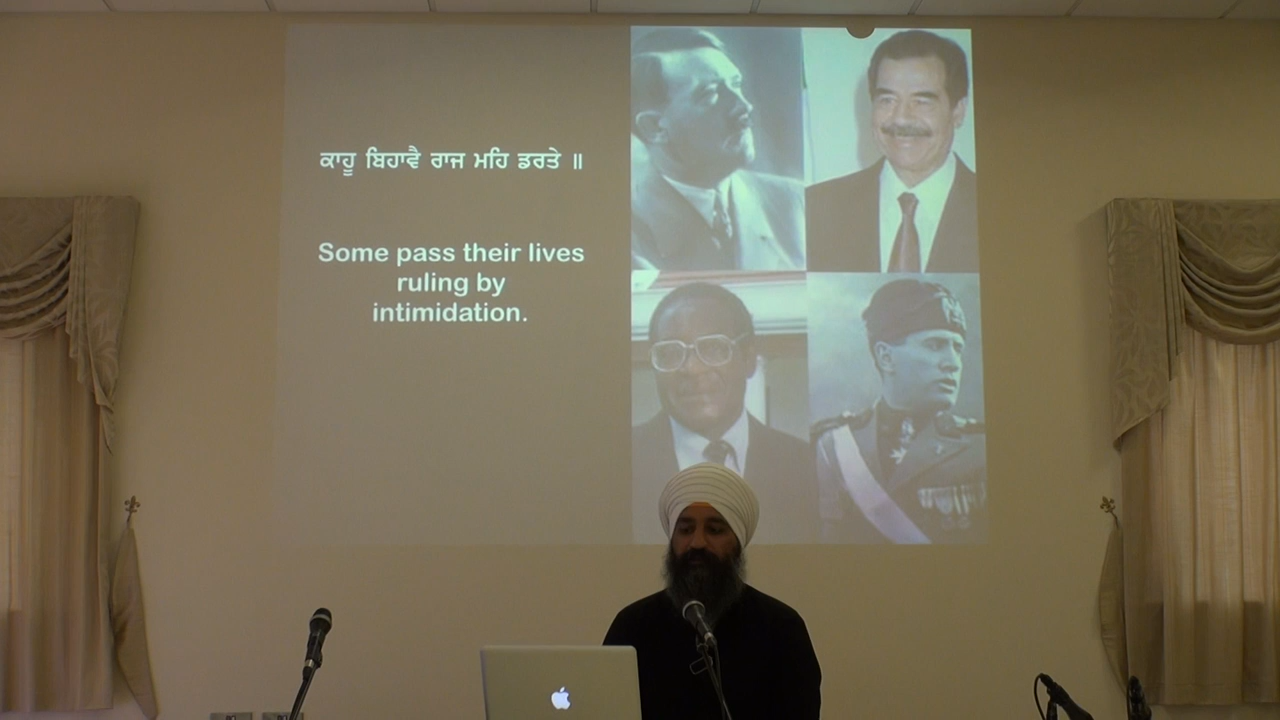 ਕਾਹੂ ਬਿਹਾਵੈ ਰਾਜ ਮਹਿ ਡਰਤੇ ॥
Some pass their lives
ruling by
intimidation.